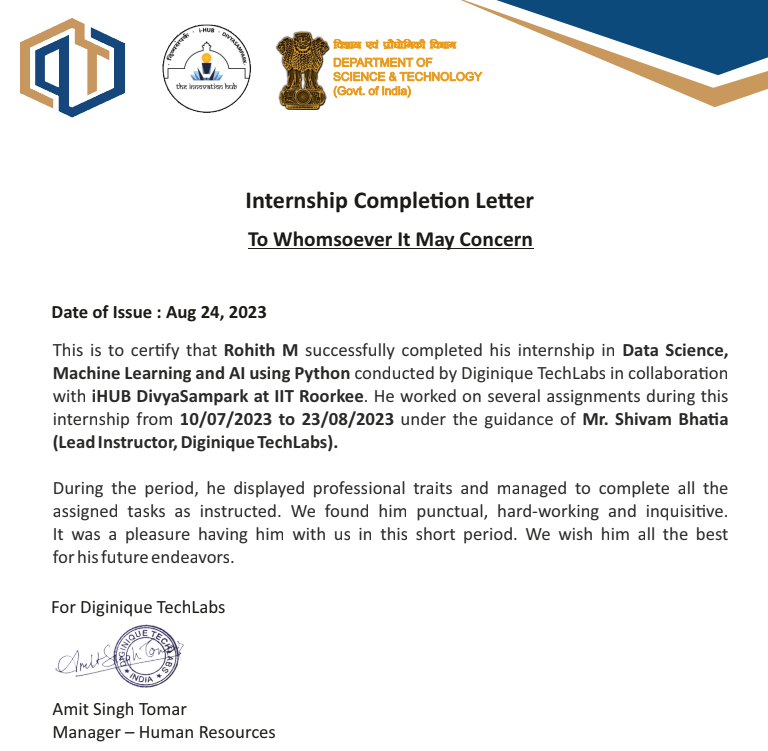 दिव्यसम्पर्क · i-HUB · DIVYASAMPARK
the innovation hub
विज्ञान एवं प्रौद्योगिकी विभाग
DEPARTMENT OF
SCIENCE & TECHNOLOGY
(Govt. of India)
Internship Completion Letter
To Whomsoever It May Concern
Date of Issue : Aug 24, 2023
This is to certify that Rohith M successfully completed his internship in Data Science,
Machine Learning and AI using Python conducted by Diginique TechLabs in collaboration
with iHUB DivyaSampark at IIT Roorkee. He worked on several assignments during this
internship from 10/07/2023 to 23/08/2023 under the guidance of Mr. Shivam Bhatia
(Lead Instructor, Diginique TechLabs).
During the period, he displayed professional traits and managed to complete all the
assigned tasks as instructed. We found him punctual, hard-working and inquisitive.
It was a pleasure having him with us in this short period. We wish him all the best
for his future endeavors.
For Diginique TechLabs
Amit Singh Tomar
DIGINIQUE TECH LABS
★ INDIA ★
Amit Singh Tomar
Manager – Human Resources